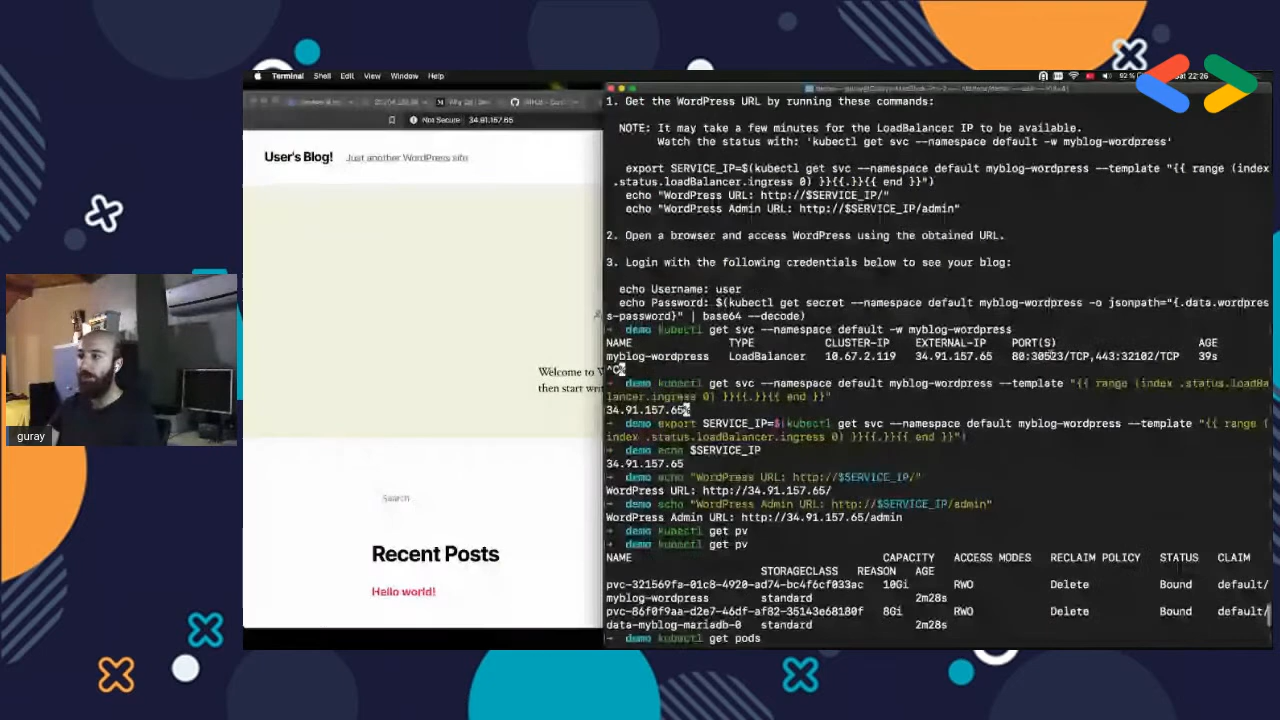 Terminal Shell Edit View Window Help
Not Secure 34.91.157.65
User's Blog! Just another WordPress site
Welcome to W
then start wri
Search
Recent Posts
Hello world!
1. Get the WordPress URL by running these commands:
NOTE: It may take a few minutes for the LoadBalancer IP to be available.
Watch the status with: 'kubectl get svc --namespace default -w myblog-wordpress'
export SERVICE_IP=$(kubectl get svc --namespace default myblog-wordpress --template "{{ range (index
.status.loadBalancer.ingress 0) }}{{.}}{{ end }}")
echo "WordPress URL: http://$SERVICE_IP/"
echo "WordPress Admin URL: http://$SERVICE_IP/admin"
2. Open a browser and access WordPress using the obtained URL.
3. Login with the following credentials below to see your blog:
echo Username: user
echo Password: $(kubectl get secret --namespace default myblog-wordpress -o jsonpath="{.data.wordpres
s-password}" | base64 --decode)
→ demo kubectl get svc --namespace default -w myblog-wordpress
NAME TYPE CLUSTER-IP EXTERNAL-IP PORT(S) AGE
myblog-wordpress LoadBalancer 10.67.2.119 34.91.157.65 80:30523/TCP,443:32102/TCP 39s
^C%
→ demo kubectl get svc --namespace default myblog-wordpress --template "{{ range (index .status.loadBa
lancer.ingress 0) }}{{.}}{{ end }}"
34.91.157.65%
→ demo export SERVICE_IP=$(kubectl get svc --namespace default myblog-wordpress --template "{{ range (
index .status.loadBalancer.ingress 0) }}{{.}}{{ end }}")
→ demo echo $SERVICE_IP
34.91.157.65
→ demo echo "WordPress URL: http://$SERVICE_IP/"
WordPress URL: http://34.91.157.65/
→ demo echo "WordPress Admin URL: http://$SERVICE_IP/admin"
WordPress Admin URL: http://34.91.157.65/admin
→ demo kubectl get pv
→ demo kubectl get pv
NAME CAPACITY ACCESS MODES RECLAIM POLICY STATUS CLAIM
STORAGECLASS REASON AGE
pvc-321569fa-01c8-4920-ad74-bc4f6cf033ac 10Gi RWO Delete Bound default/
myblog-wordpress standard 2m28s
pvc-86f0f9aa-d2e7-46df-af82-35143e68180f 8Gi RWO Delete Bound default/
data-myblog-mariadb-0 standard 2m28s
→ demo kubectl get pods
guray